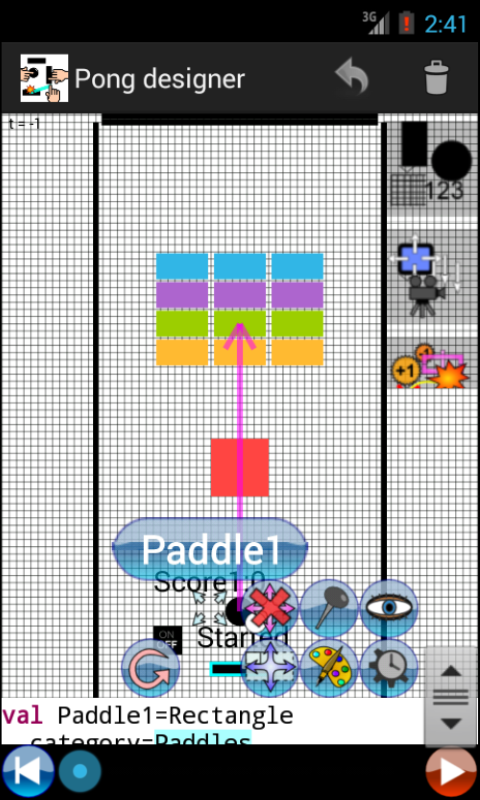 3G
2:41
Pong designer
t = -1
123
+1
Paddle1
Score1 0
ON
OFF
Started
val Paddle1=Rectangle
category=Paddles